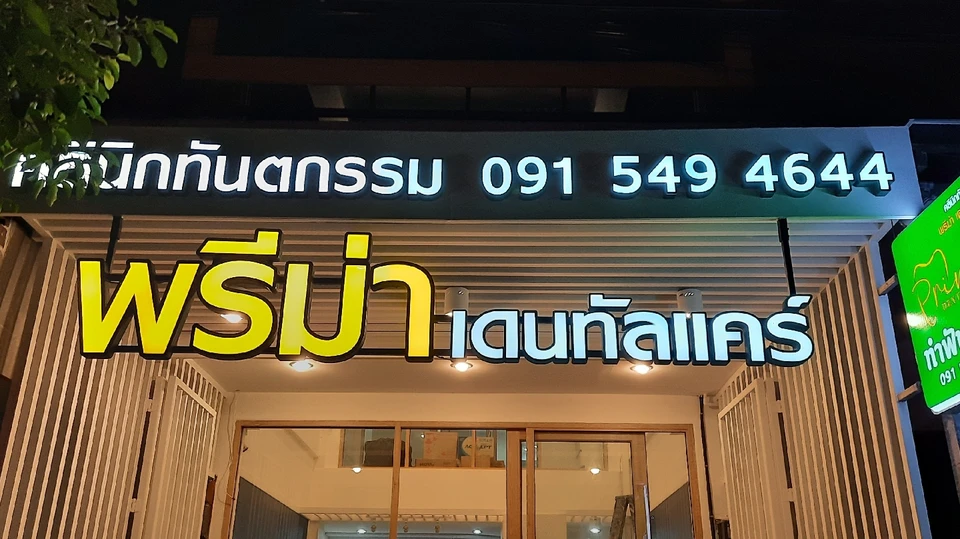 คลีนิกทันตกรรม 091 549 4644
พรีม่า เดนทัลแคร์
091